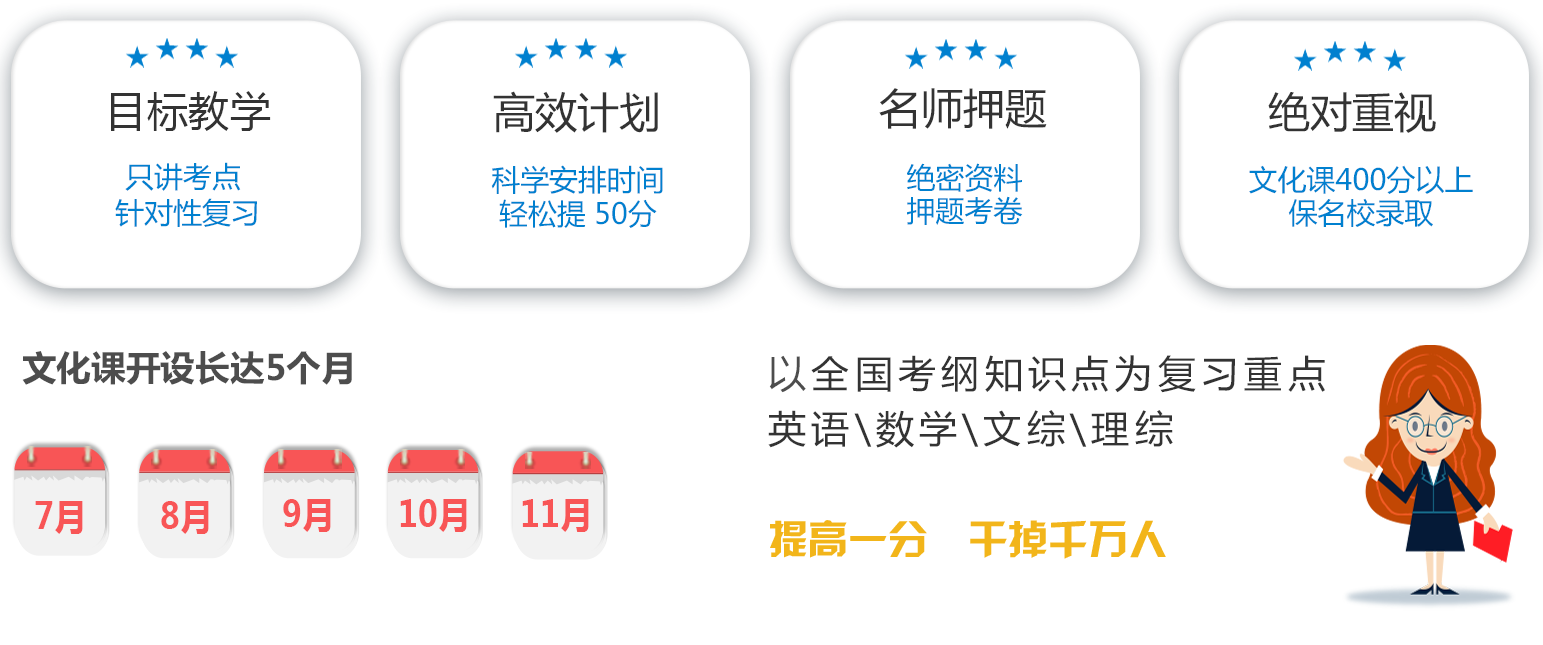 目标教学
只讲考点
针对性复习
高效计划
科学安排时间
轻松提 50分
名师押题
绝密资料
押题考卷
绝对重视
文化课400分以上
保名校录取
文化课开设长达5个月
7月
8月
9月
10月
11月
以全国考纲知识点为复习重点
英语\数学\文综\理综
提高一分 干掉千万人